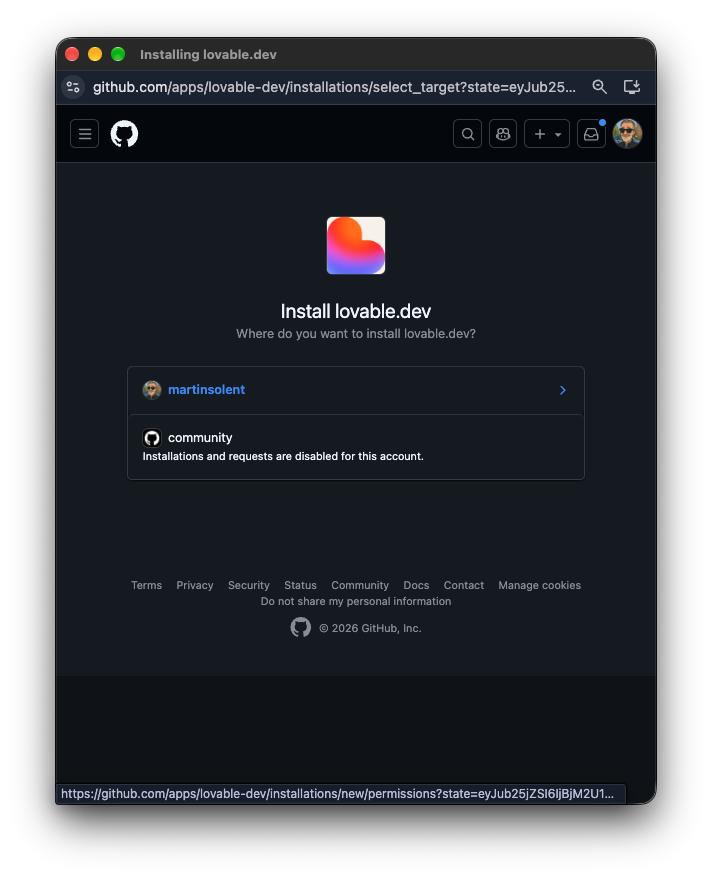 Installing lovable.dev
github.com/apps/lovable-dev/installations/select_target?state=eyJub25...
Install lovable.dev
Where do you want to install lovable.dev?
martinsolent
community
Installations and requests are disabled for this account.
Terms Privacy Security Status Community Docs Contact Manage cookies
Do not share my personal information
© 2026 GitHub, Inc.
https://github.com/apps/lovable-dev/installations/new/permissions?state=eyJub25jZSI6IjBjM2U1...